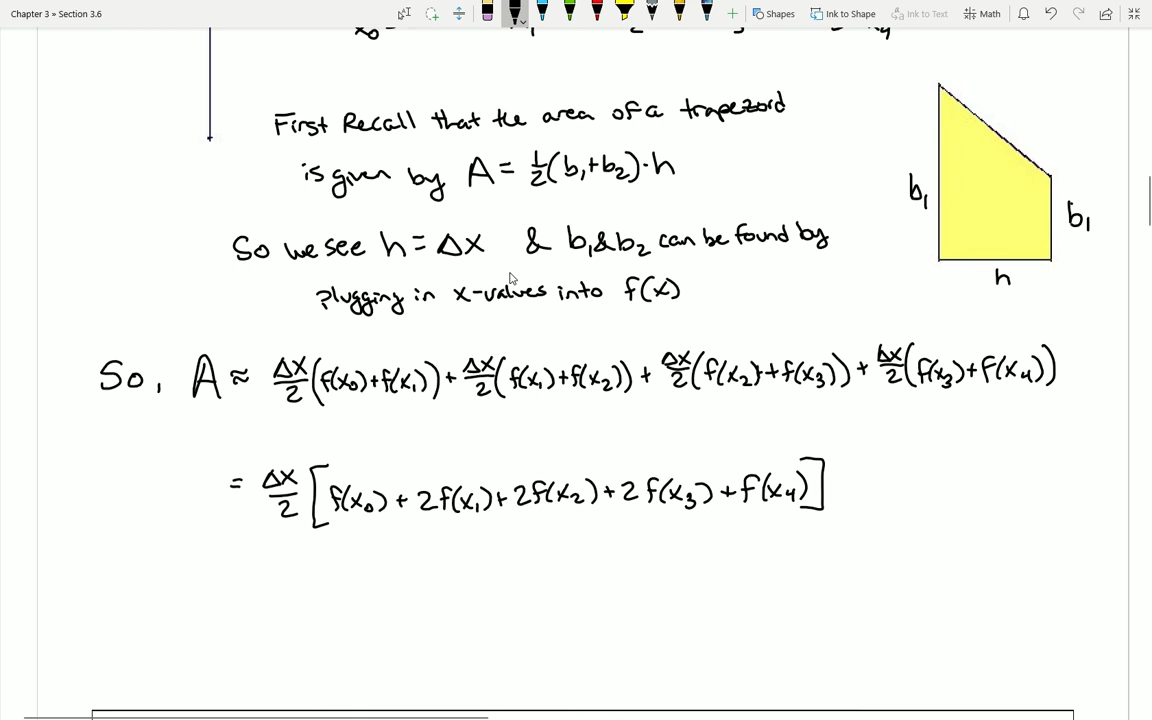 Chapter 3 » Section 3.6
Shapes
Ink to Shape
Ink to Text
Math
First Recall that the area of a trapezoid
is given by A = 1/2(b₁+b₂)·h
b₁
b₁
h
So we see h = Δx & b₁&b₂ can be found by
plugging in x-values into f(x)
So, A ≈ Δx/2(f(x₀)+f(x₁)) + Δx/2(f(x₁)+f(x₂)) + Δx/2(f(x₂)+f(x₃)) + Δx/2(f(x₃)+f(x₄))
= Δx/2[f(x₀) + 2f(x₁) + 2f(x₂) + 2f(x₃) + f(x₄)]